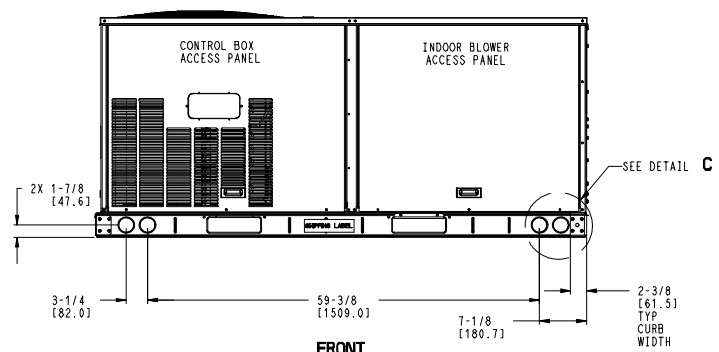 CONTROL BOX
ACCESS PANEL
INDOOR BLOWER
ACCESS PANEL
SEE DETAIL C
2X 1-7/8
[47.6]
SHIPPING LABEL
3-1/4
[82.0]
59-3/8
[1509.0]
7-1/8
[180.7]
2-3/8
[61.5]
TYP
CURB
WIDTH
FRONT